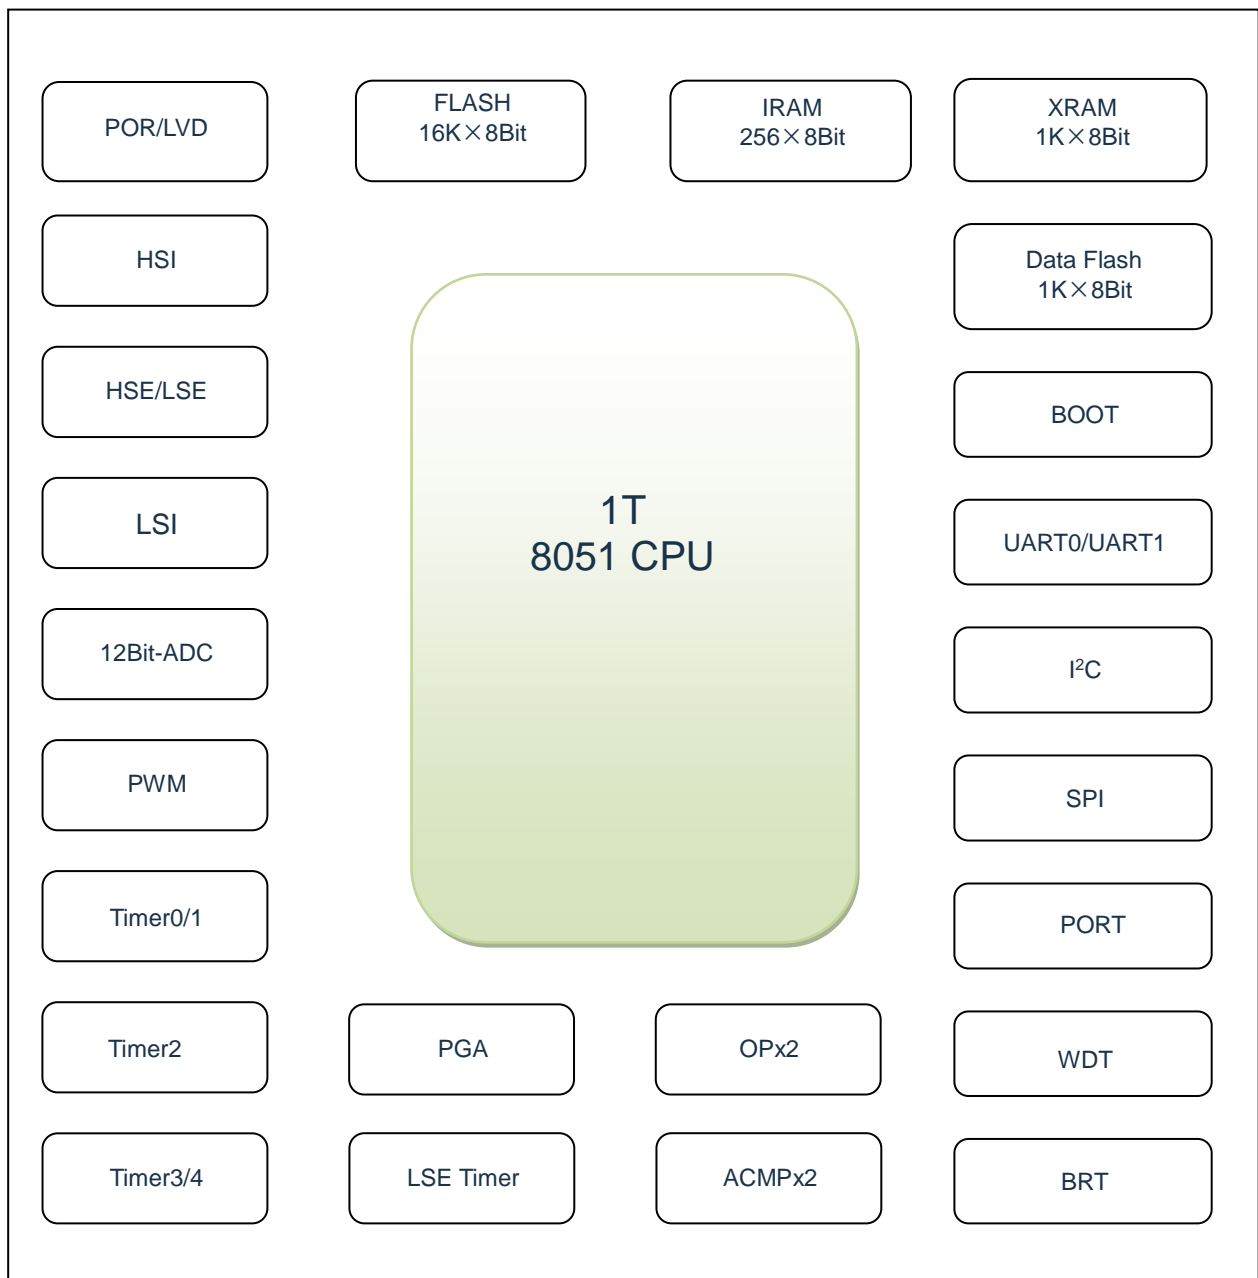 POR/LVD
FLASH
16K×8Bit
IRAM
256×8Bit
XRAM
1K×8Bit
HSI
Data Flash
1K×8Bit
HSE/LSE
BOOT
LSI
1T
8051 CPU
UART0/UART1
12Bit-ADC
I²C
PWM
SPI
Timer0/1
PORT
Timer2
PGA
OPx2
WDT
Timer3/4
LSE Timer
ACMPx2
BRT